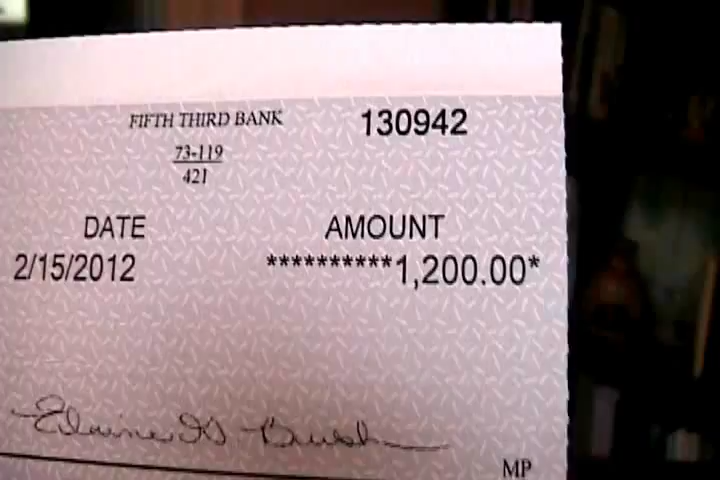 FIFTH THIRD BANK
130942
73-119
421
DATE
AMOUNT
2/15/2012
**********1,200.00*
MP